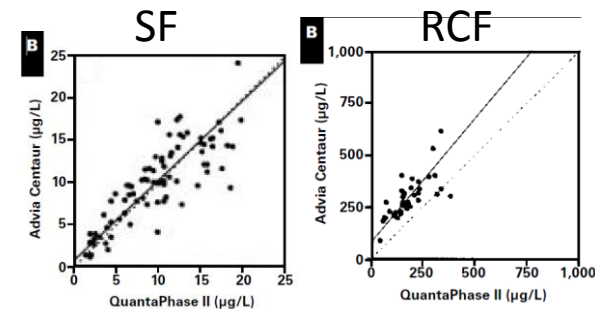 SF
B
25
20
15
10
5
0
0 5 10 15 20 25
Advia Centaur (µg/L)
QuantaPhase II (µg/L)
RCF
B
1,000
750
500
250
0
0 250 500 750 1,000
Advia Centaur (µg/L)
QuantaPhase II (µg/L)